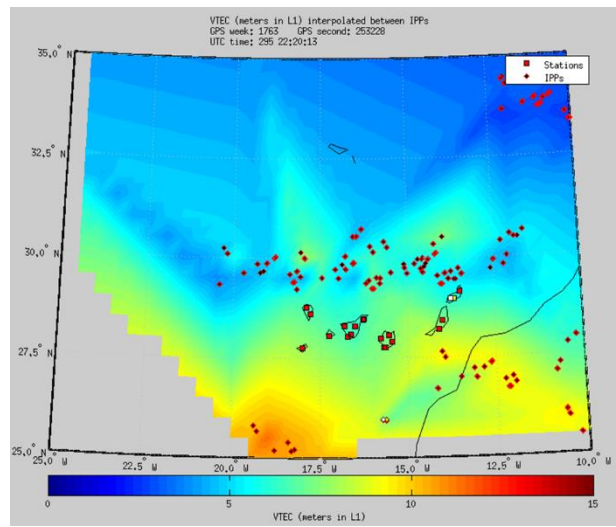 VTEC (meters in L1) interpolated between IPPs
GPS week: 1763 GPS second: 253228
UTC time: 295 22:20:13
35.0° N
Stations
IPPs
32.5° N
30.0° N
27.5° N
25.0° N
25.0° W
22.5° W
20.0° W
17.5° W
15.0° W
12.5° W
10.0° W
0
5
10
15
VTEC (meters in L1)